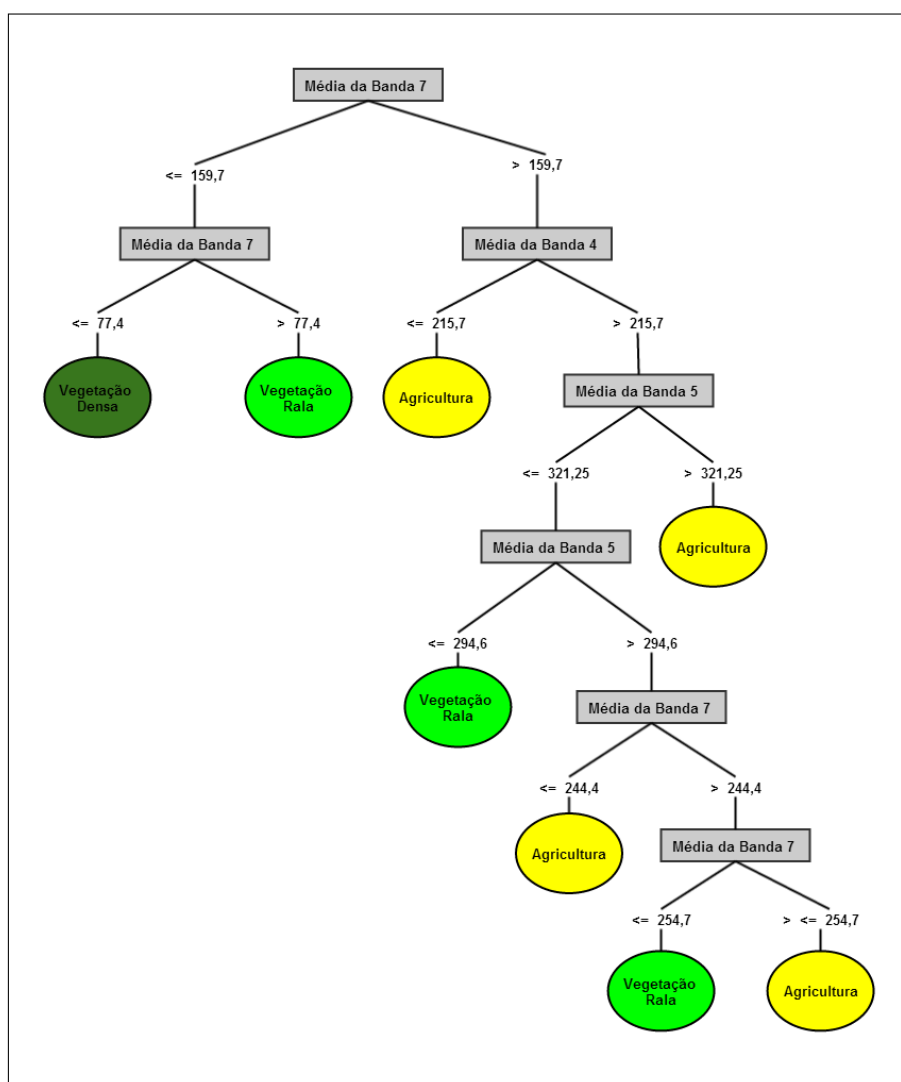 Média da Banda 7
<= 159,7
> 159,7
Média da Banda 7
Média da Banda 4
<= 77,4
> 77,4
<= 215,7
> 215,7
Vegetação
Densa
Vegetação
Rala
Agricultura
Média da Banda 5
<= 321,25
> 321,25
Média da Banda 5
Agricultura
<= 294,6
> 294,6
Vegetação
Rala
Média da Banda 7
<= 244,4
> 244,4
Agricultura
Média da Banda 7
<= 254,7
> <= 254,7
Vegetação
Rala
Agricultura